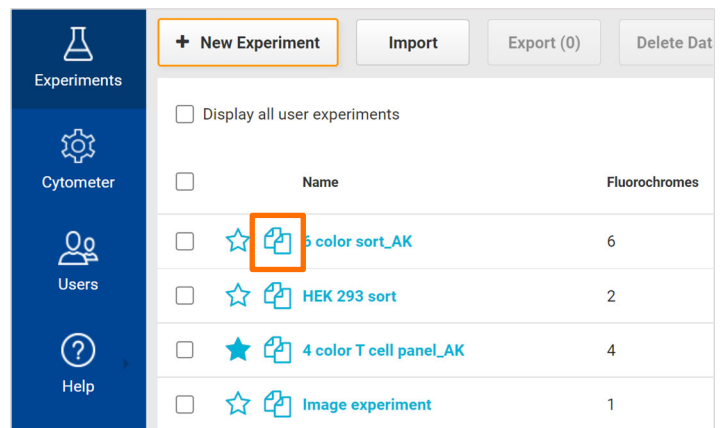 Experiments
Cytometer
Users
Help
+ New Experiment Import Export (0) Delete Dat
Display all user experiments
Name Fluorochromes
6 color sort_AK 6
HEK 293 sort 2
4 color T cell panel_AK 4
Image experiment 1